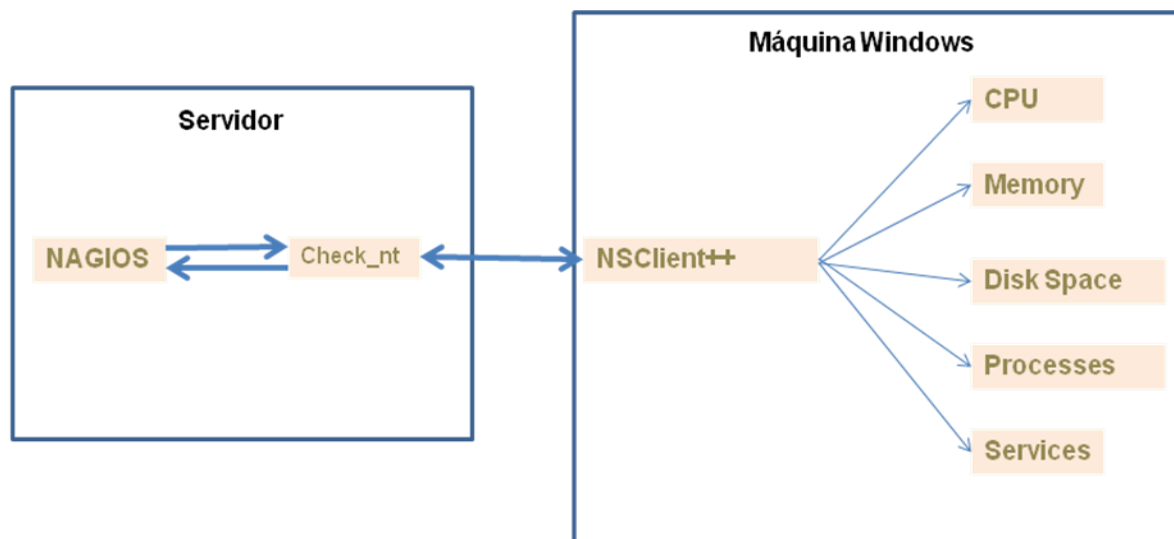 Máquina Windows
Servidor
CPU
Memory
NAGIOS
Check_nt
NSClient++
Disk Space
Processes
Services